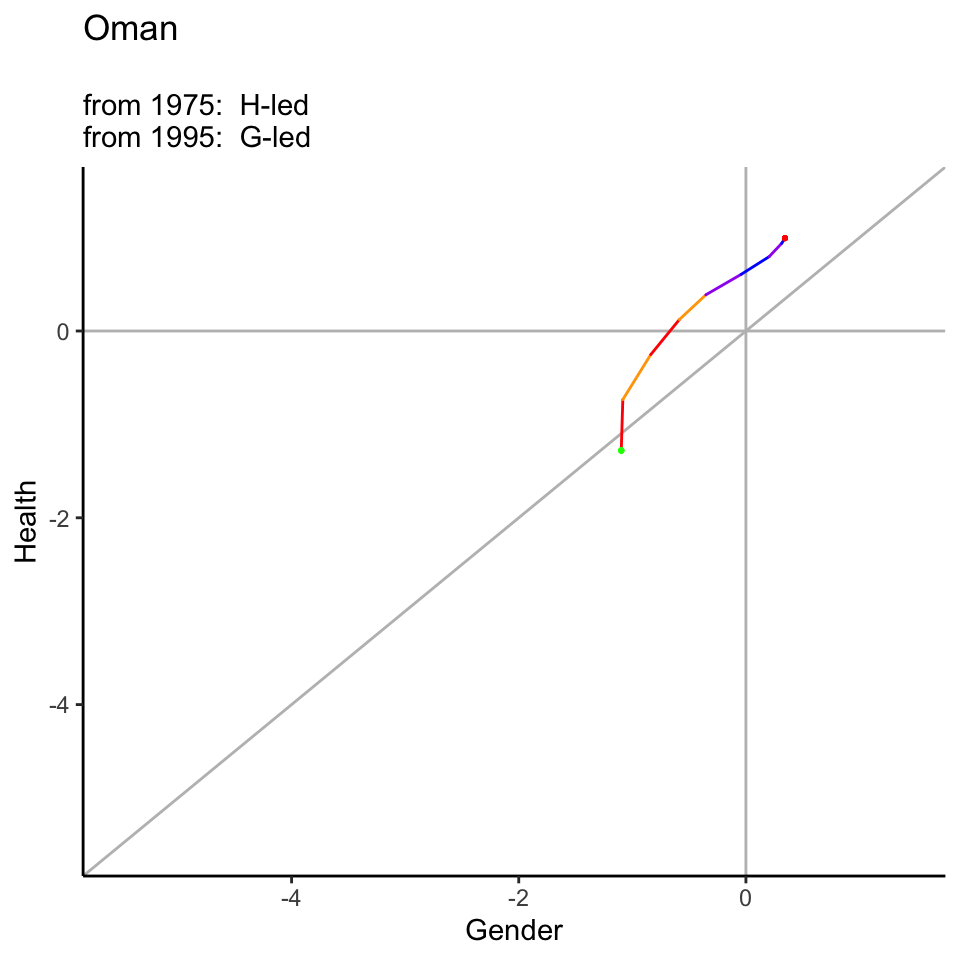 Oman
from 1975:  H-led
from 1995:  G-led
0
-2
-4
Health
-4
-2
0
Gender